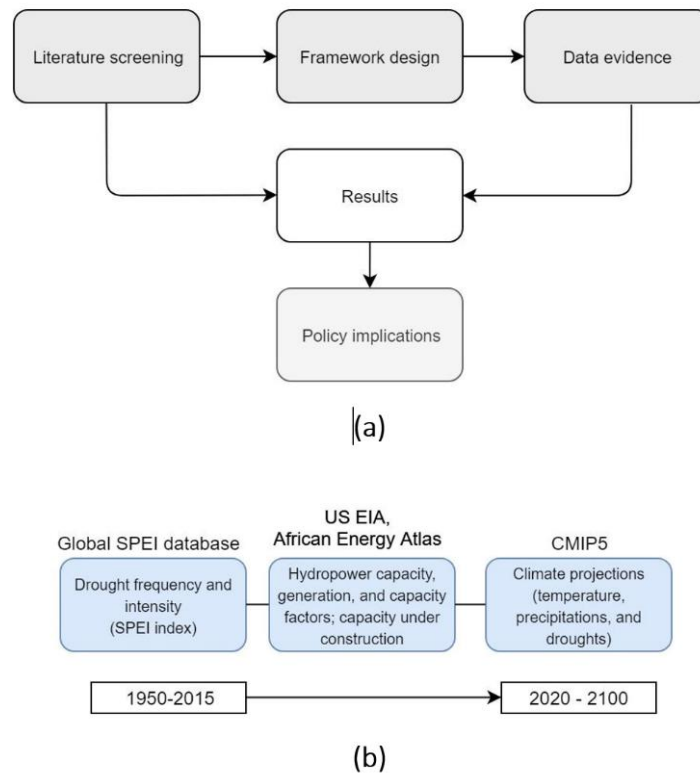 Literature screening
Framework design
Data evidence
Results
Policy implications
(a)
Global SPEI database
US EIA,
African Energy Atlas
CMIP5
Drought frequency and
intensity
(SPEI index)
Hydropower capacity,
generation, and capacity
factors; capacity under
construction
Climate projections
(temperature,
precipitations, and
droughts)
1950-2015
2020 - 2100
(b)